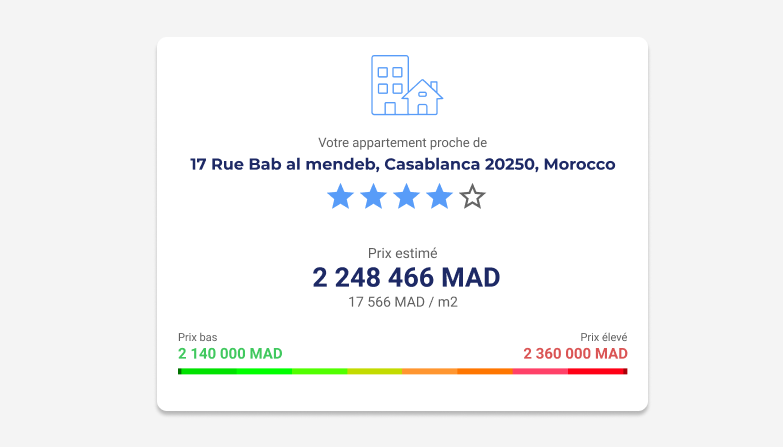 Votre appartement proche de
17 Rue Bab al mendeb, Casablanca 20250, Morocco
Prix estimé
2 248 466 MAD
17 566 MAD / m2
Prix bas
Prix élevé
2 140 000 MAD
2 360 000 MAD